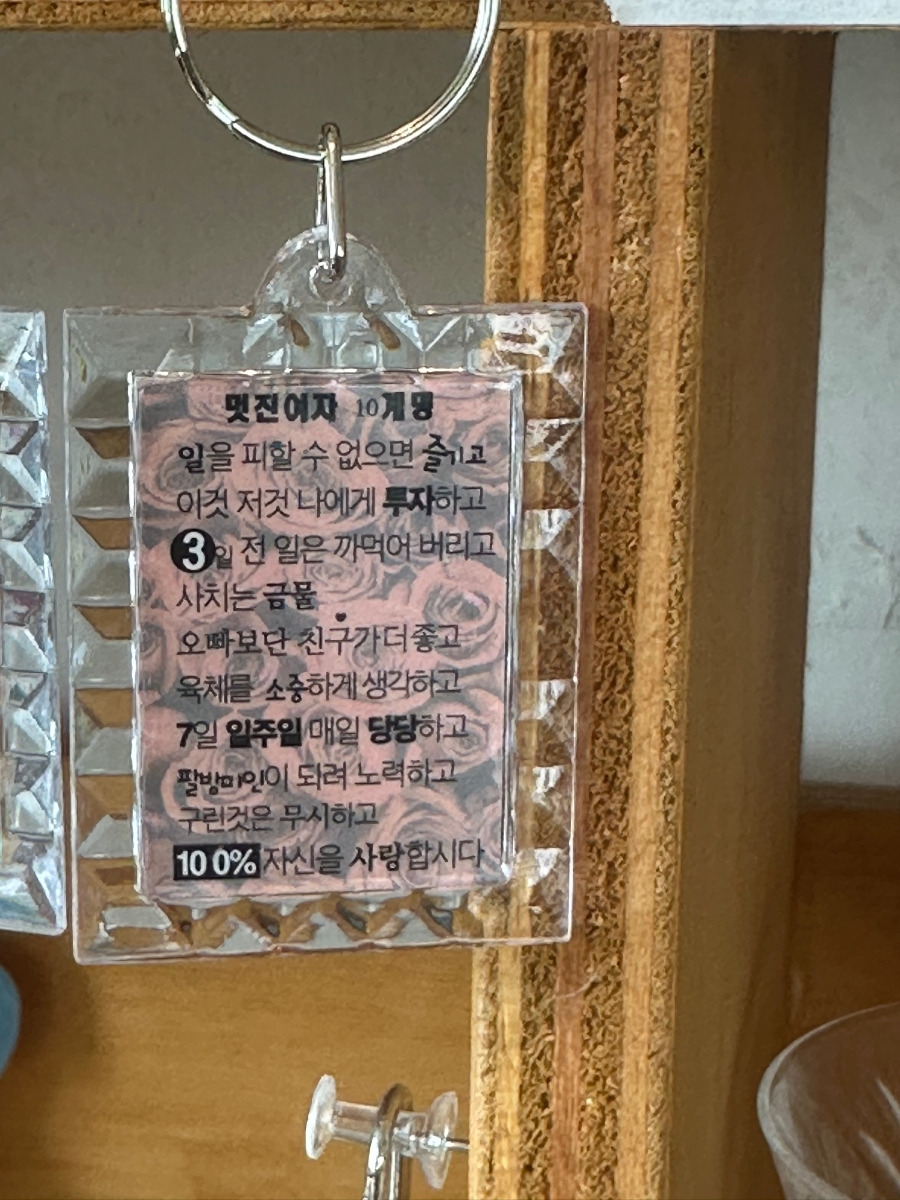 멋진여자 10계명
일을 피할 수 없으면 즐기고
이것 저것 나에게 투자하고
3일 전 일은 까먹어 버리고
사치는 금물
오빠보단 친구가 더 좋고
육체를 소중하게 생각하고
7일 일주일 매일 당당하고
팔방미인이 되려 노력하고
구린것은 무시하고
100% 자신을 사랑합시다